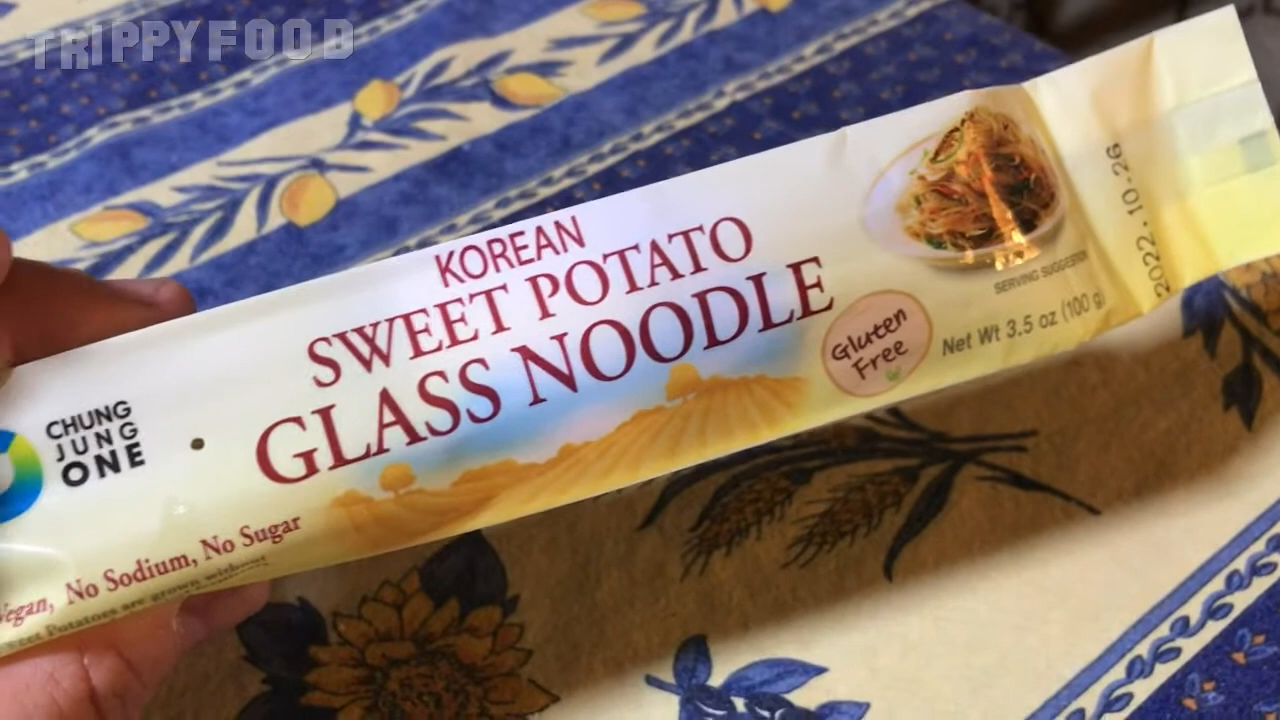 TRIPPYFOOD
KOREAN
SWEET POTATO
GLASS NOODLE
CHUNG
JUNG
ONE
Gluten
Free
SERVING SUGGESTION
Net Wt 3.5 oz (100 g)
2022.10.26
Vegan, No Sodium, No Sugar
Sweet Potatoes are grown without